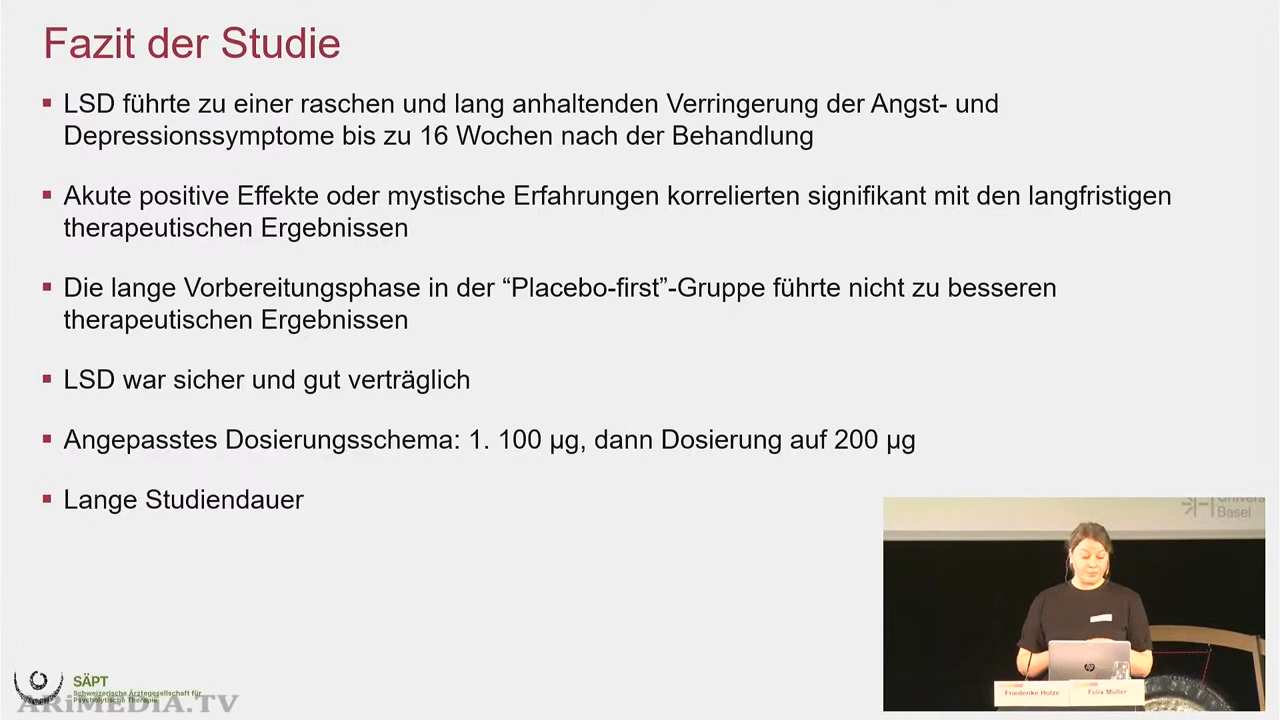 Fazit der Studie
LSD führte zu einer raschen und lang anhaltenden Verringerung der Angst- und
Depressionssymptome bis zu 16 Wochen nach der Behandlung
Akute positive Effekte oder mystische Erfahrungen korrelierten signifikant mit den langfristigen
therapeutischen Ergebnissen
Die lange Vorbereitungsphase in der “Placebo-first”-Gruppe führte nicht zu besseren
therapeutischen Ergebnissen
LSD war sicher und gut verträglich
Angepasstes Dosierungsschema: 1. 100 µg, dann Dosierung auf 200 µg
Lange Studiendauer
Basel
hp
Friederike Holze
Felix Müller
SÄPT
Schweizerische Ärztegesellschaft für
Psycholytische Therapie
ARIMEDIA.TV